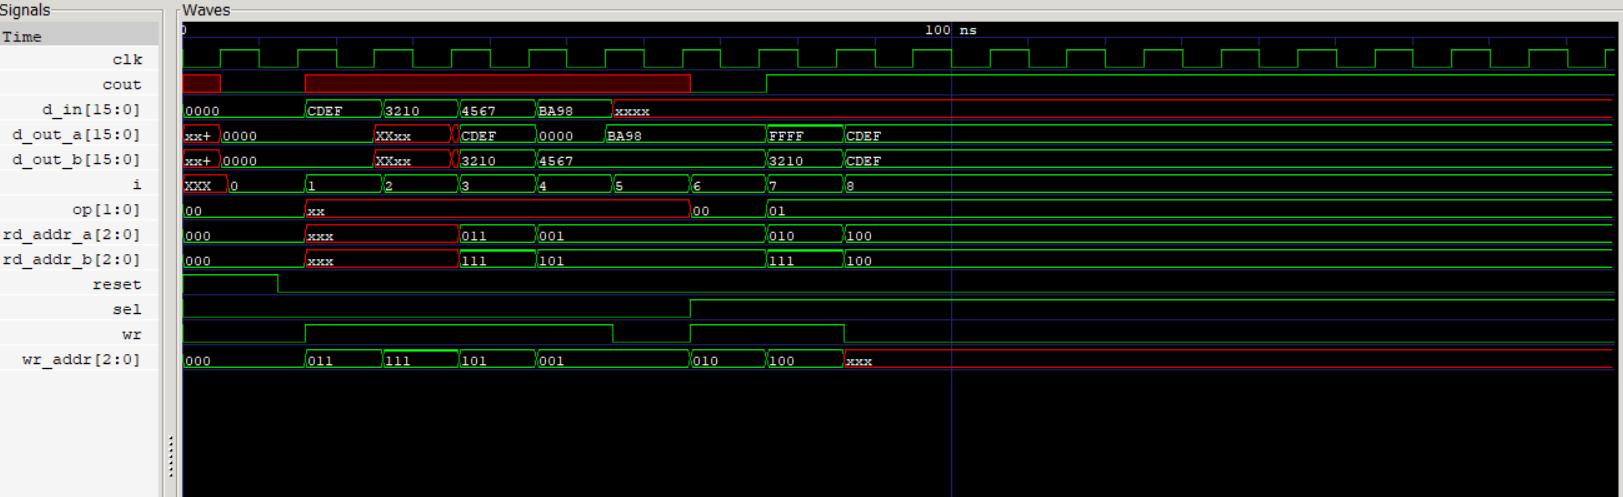 Signals
Waves
Time
0
100 ns
clk
cout
d_in[15:0]
0000 CDEF 3210 4567 BA98 xxxx
d_out_a[15:0]
xx+ 0000 XXxx CDEF 0000 BA98 FFFF CDEF
d_out_b[15:0]
xx+ 0000 XXxx 3210 4567 3210 CDEF
i
XXX 0 1 2 3 4 5 6 7 8
op[1:0]
00 xx 00 01
rd_addr_a[2:0]
000 xxx 011 001 010 100
rd_addr_b[2:0]
000 xxx 111 101 111 100
reset
sel
wr
wr_addr[2:0]
000 011 111 101 001 010 100 xxx